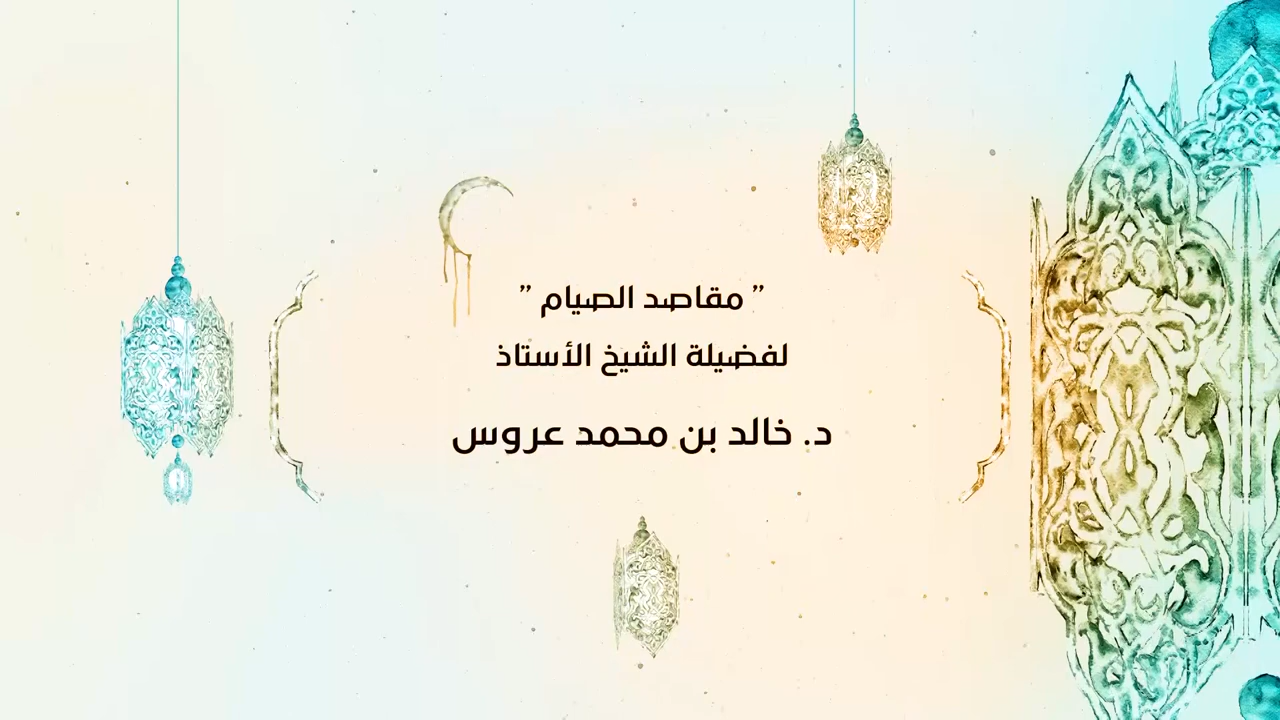 ” مقاصد الصيام ”
لفضيلة الشيخ الأستاذ
د. خالد بن محمد عروس